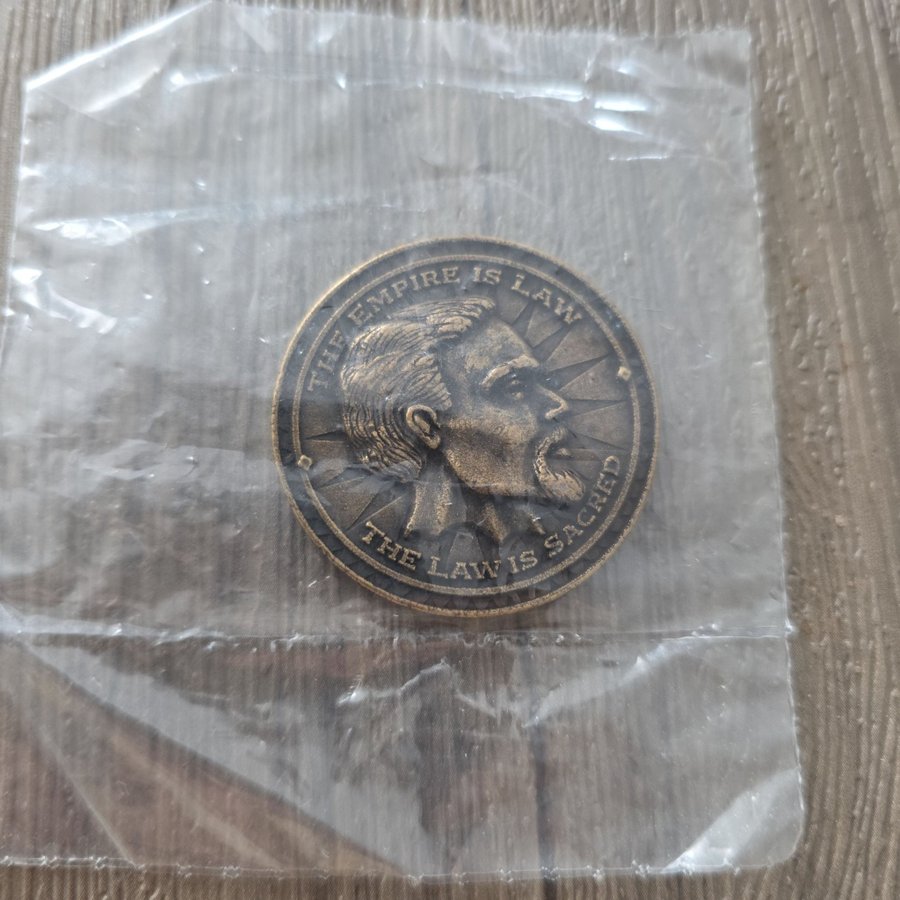 THE EMPIRE IS LAW
THE LAW IS SACRED